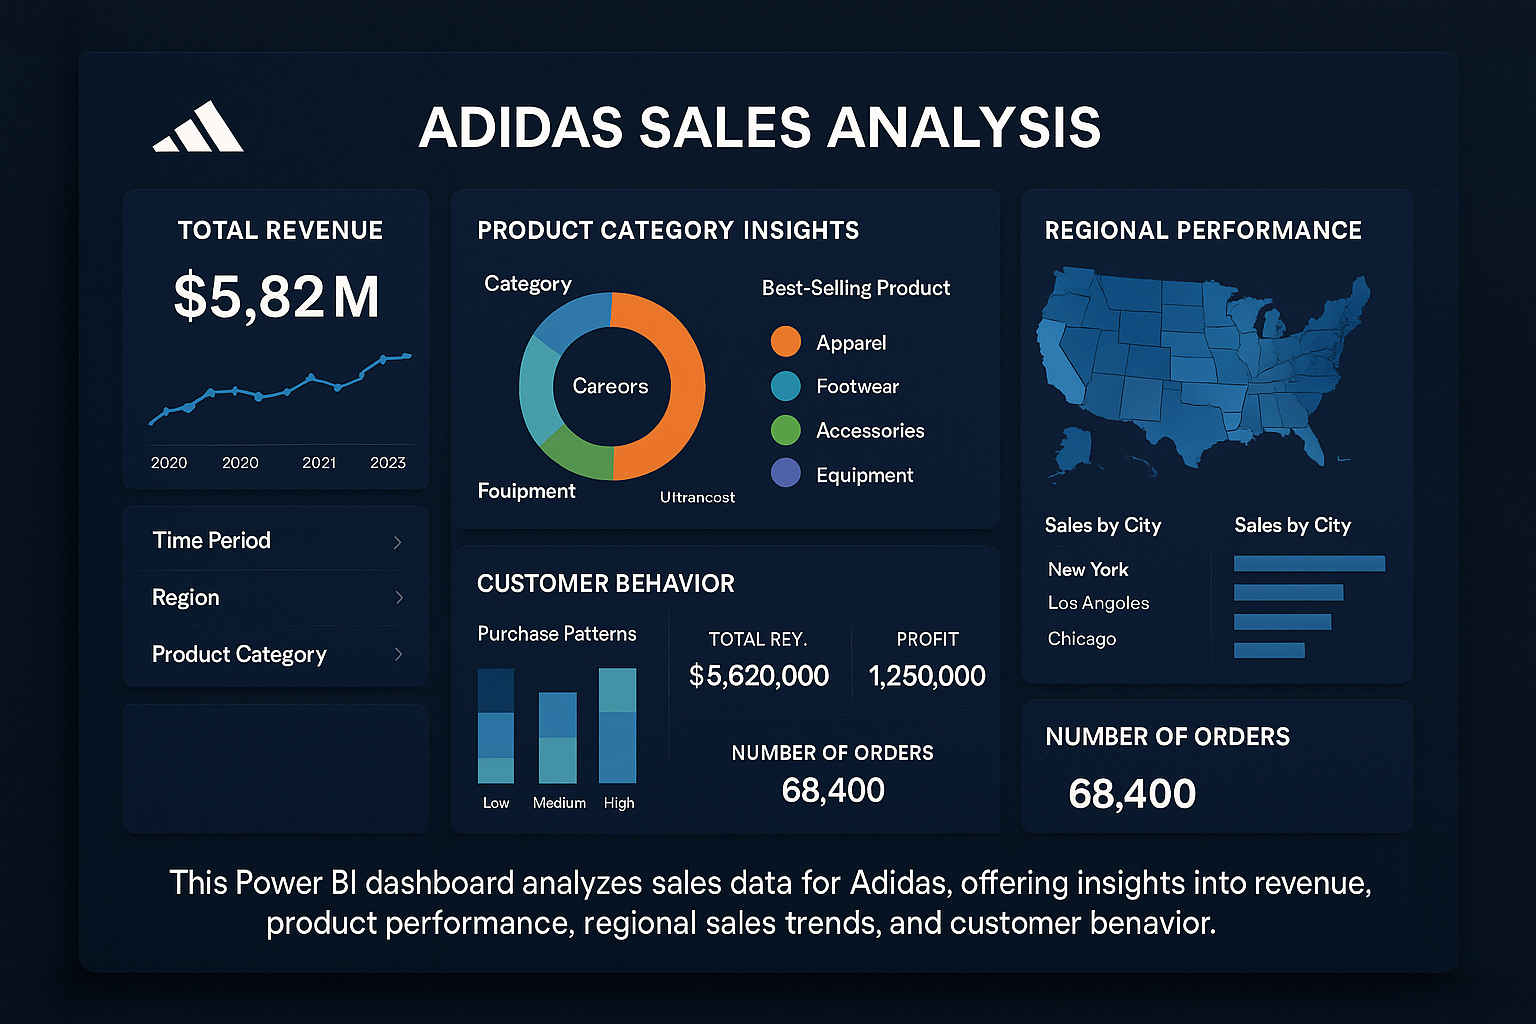 ADIDAS SALES ANALYSIS
TOTAL REVENUE
$5,82 M
2020 2020 2021 2023
Time Period
Region
Product Category
PRODUCT CATEGORY INSIGHTS
Category
Careors
Fouipment
Ultrancost
Best-Selling Product
Apparel
Footwear
Accessories
Equipment
CUSTOMER BEHAVIOR
Purchase Patterns
Low Medium High
TOTAL REY.
$5,620,000
PROFIT
1,250,000
NUMBER OF ORDERS
68,400
REGIONAL PERFORMANCE
Sales by City
New York
Los Angoles
Chicago
Sales by City
NUMBER OF ORDERS
68,400
This Power BI dashboard analyzes sales data for Adidas, offering insights into revenue,
product performance, regional sales trends, and customer benavior.